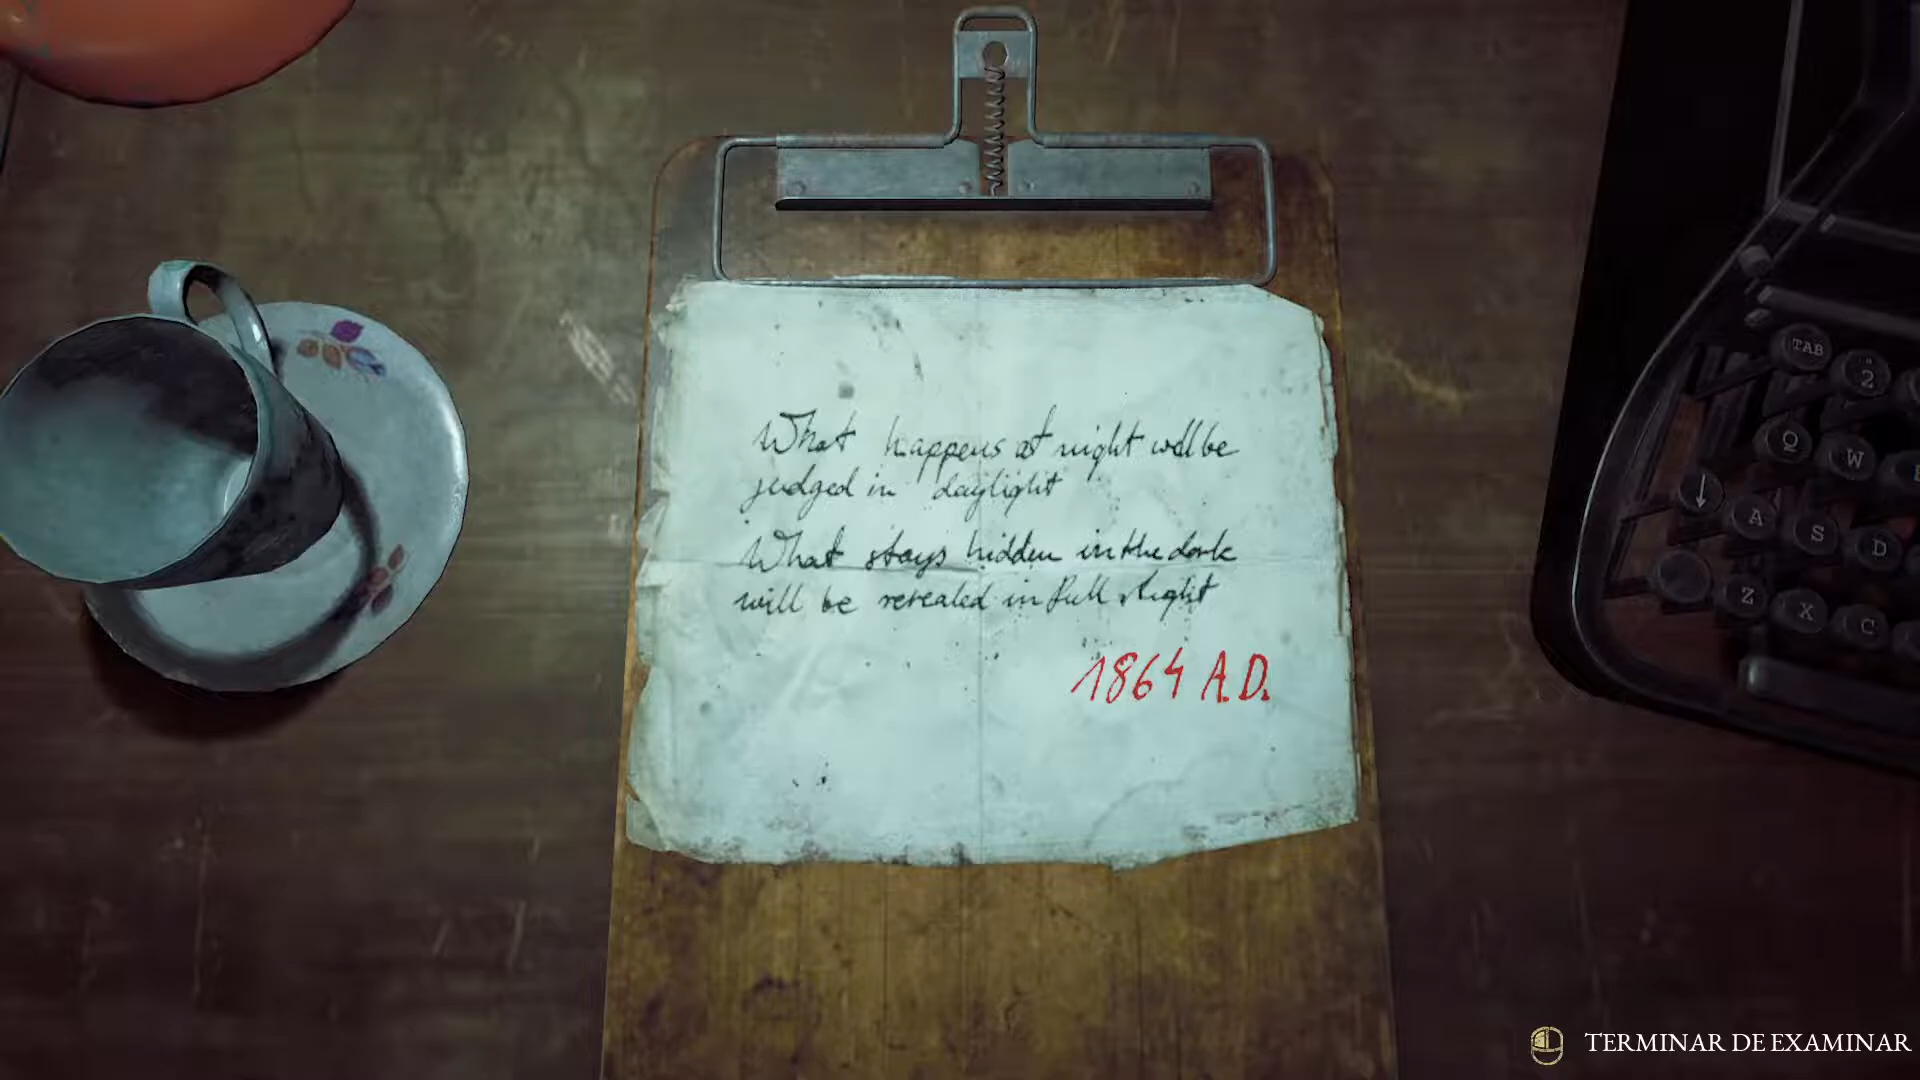 What happens at night will be
judged in daylight
What stays hidden in the dark
will be revealed in full light
1864 A.D.
TAB
2
Q W
A S D
Z X C
TERMINAR DE EXAMINAR